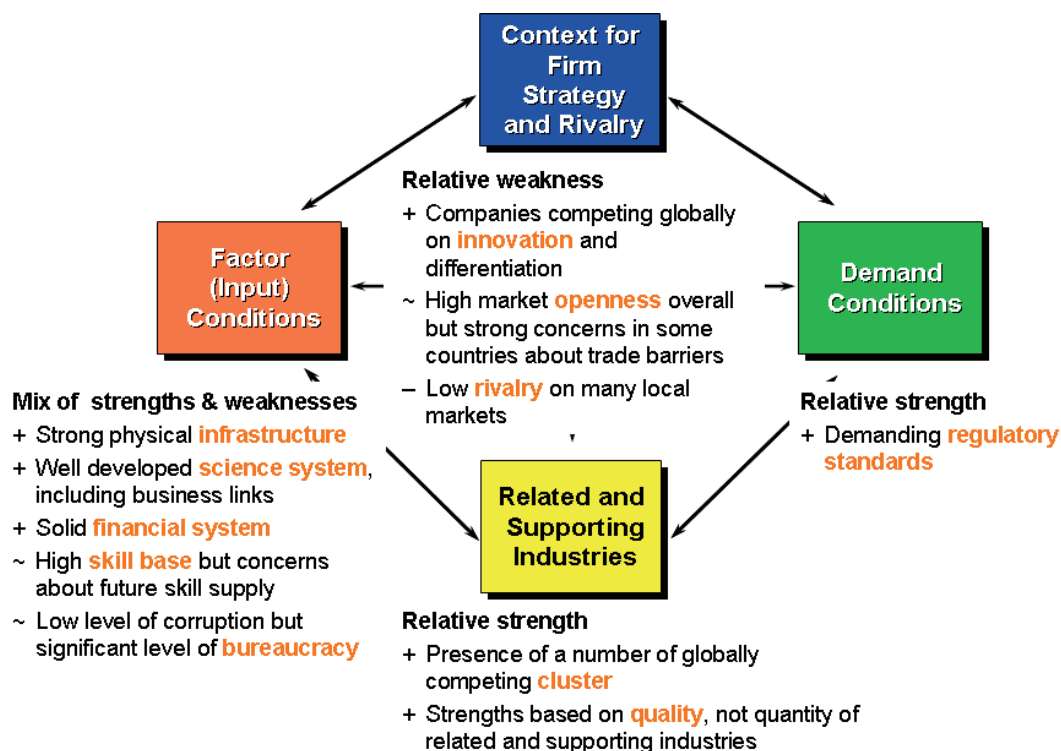 Context for
Firm
Strategy
and Rivalry
Relative weakness
+ Companies competing globally
on innovation and
differentiation
~ High market openness overall
but strong concerns in some
countries about trade barriers
– Low rivalry on many local
markets
Factor
(Input)
Conditions
Demand
Conditions
Mix of strengths & weaknesses
+ Strong physical infrastructure
+ Well developed science system,
including business links
+ Solid financial system
~ High skill base but concerns
about future skill supply
~ Low level of corruption but
significant level of bureaucracy
Relative strength
+ Demanding regulatory
standards
Related and
Supporting
Industries
Relative strength
+ Presence of a number of globally
competing cluster
+ Strengths based on quality, not quantity of
related and supporting industries